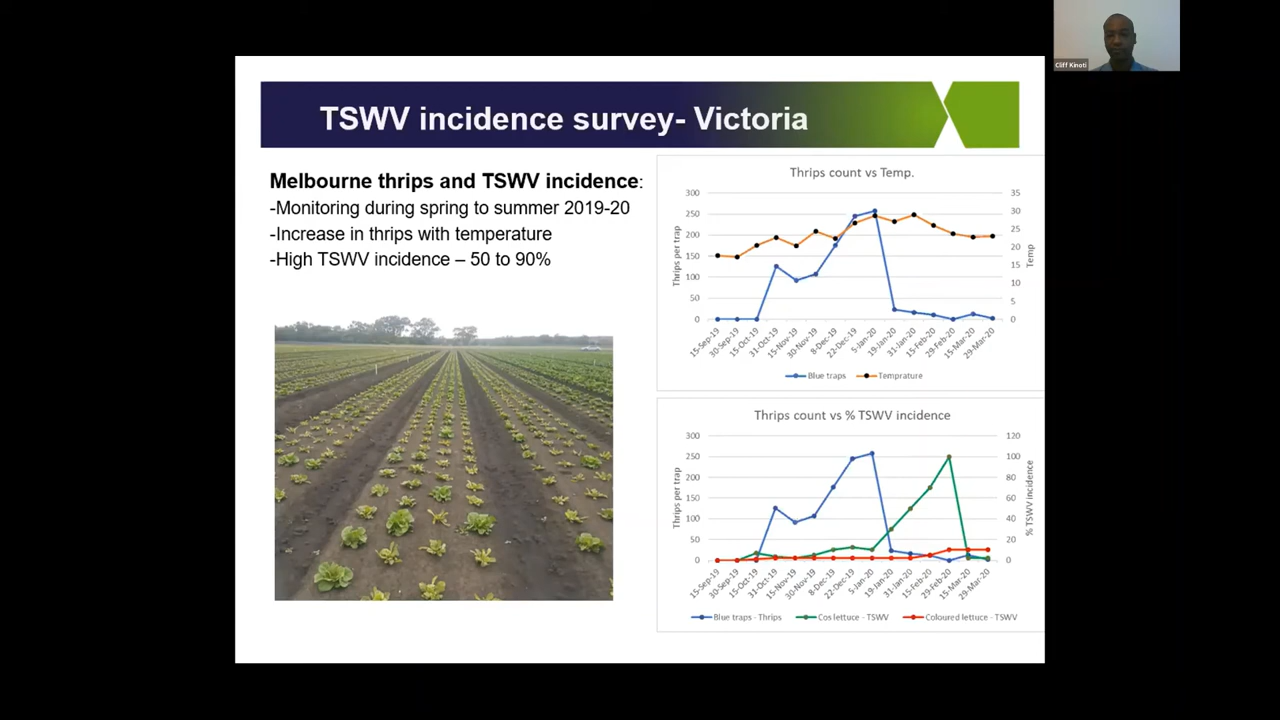 Cliff Kinoti
TSWV incidence survey- Victoria
Melbourne thrips and TSWV incidence:
-Monitoring during spring to summer 2019-20
-Increase in thrips with temperature
-High TSWV incidence – 50 to 90%
Thrips count vs Temp.
Thrips per trap
300
250
200
150
100
50
0
35
30
25
20
15
10
5
0
Temp
15-Sep-19
30-Sep-19
15-Oct-19
31-Oct-19
15-Nov-19
30-Nov-19
8-Dec-19
22-Dec-19
5-Jan-20
19-Jan-20
31-Jan-20
15-Feb-20
29-Feb-20
15-Mar-20
29-Mar-20
Blue traps
Temprature
Thrips count vs % TSWV incidence
Thrips per trap
300
250
200
150
100
50
0
120
100
80
60
40
20
0
% TSWV incidence
15-Sep-19
30-Sep-19
15-Oct-19
31-Oct-19
15-Nov-19
30-Nov-19
8-Dec-19
22-Dec-19
5-Jan-20
19-Jan-20
31-Jan-20
15-Feb-20
29-Feb-20
15-Mar-20
29-Mar-20
Blue traps - Thrips
Cos lettuce - TSWV
Coloured lettuce - TSWV